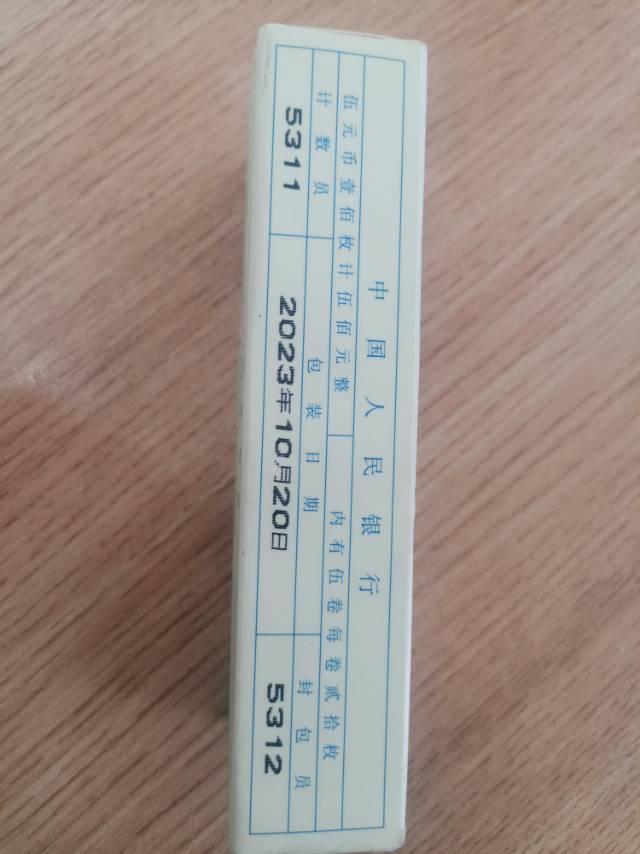 中国人民银行
伍元币壹佰枚计伍佰元整 内有伍卷每卷贰拾枚
计数员 包装日期 封包员
5311 2023年10月20日 5312